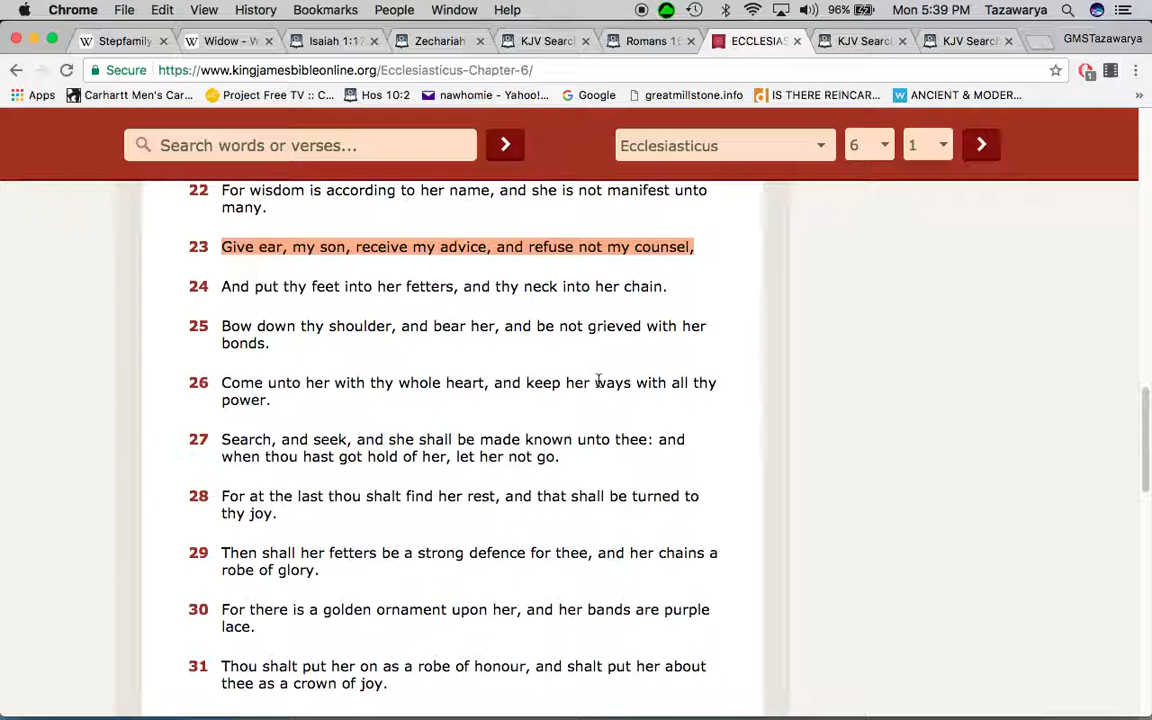 Chrome File Edit View History Bookmarks People Window Help 96% Mon 5:39 PM Tazawarya
Stepfamily Widow - W Isaiah 1:17 Zechariah KJV Searc Romans 16 ECCLESIAS KJV Searc KJV Search GMSTazawarya
Secure https://www.kingjamesbibleonline.org/Ecclesiasticus-Chapter-6/
Apps Carhartt Men's Car... Project Free TV :: C... Hos 10:2 nawhomie - Yahoo!... Google greatmillstone.info IS THERE REINCAR... ANCIENT & MODER... »
Search words or verses... Ecclesiasticus 6 1
22 For wisdom is according to her name, and she is not manifest unto
many.
23 Give ear, my son, receive my advice, and refuse not my counsel,
24 And put thy feet into her fetters, and thy neck into her chain.
25 Bow down thy shoulder, and bear her, and be not grieved with her
bonds.
26 Come unto her with thy whole heart, and keep her ways with all thy
power.
27 Search, and seek, and she shall be made known unto thee: and
when thou hast got hold of her, let her not go.
28 For at the last thou shalt find her rest, and that shall be turned to
thy joy.
29 Then shall her fetters be a strong defence for thee, and her chains a
robe of glory.
30 For there is a golden ornament upon her, and her bands are purple
lace.
31 Thou shalt put her on as a robe of honour, and shalt put her about
thee as a crown of joy.